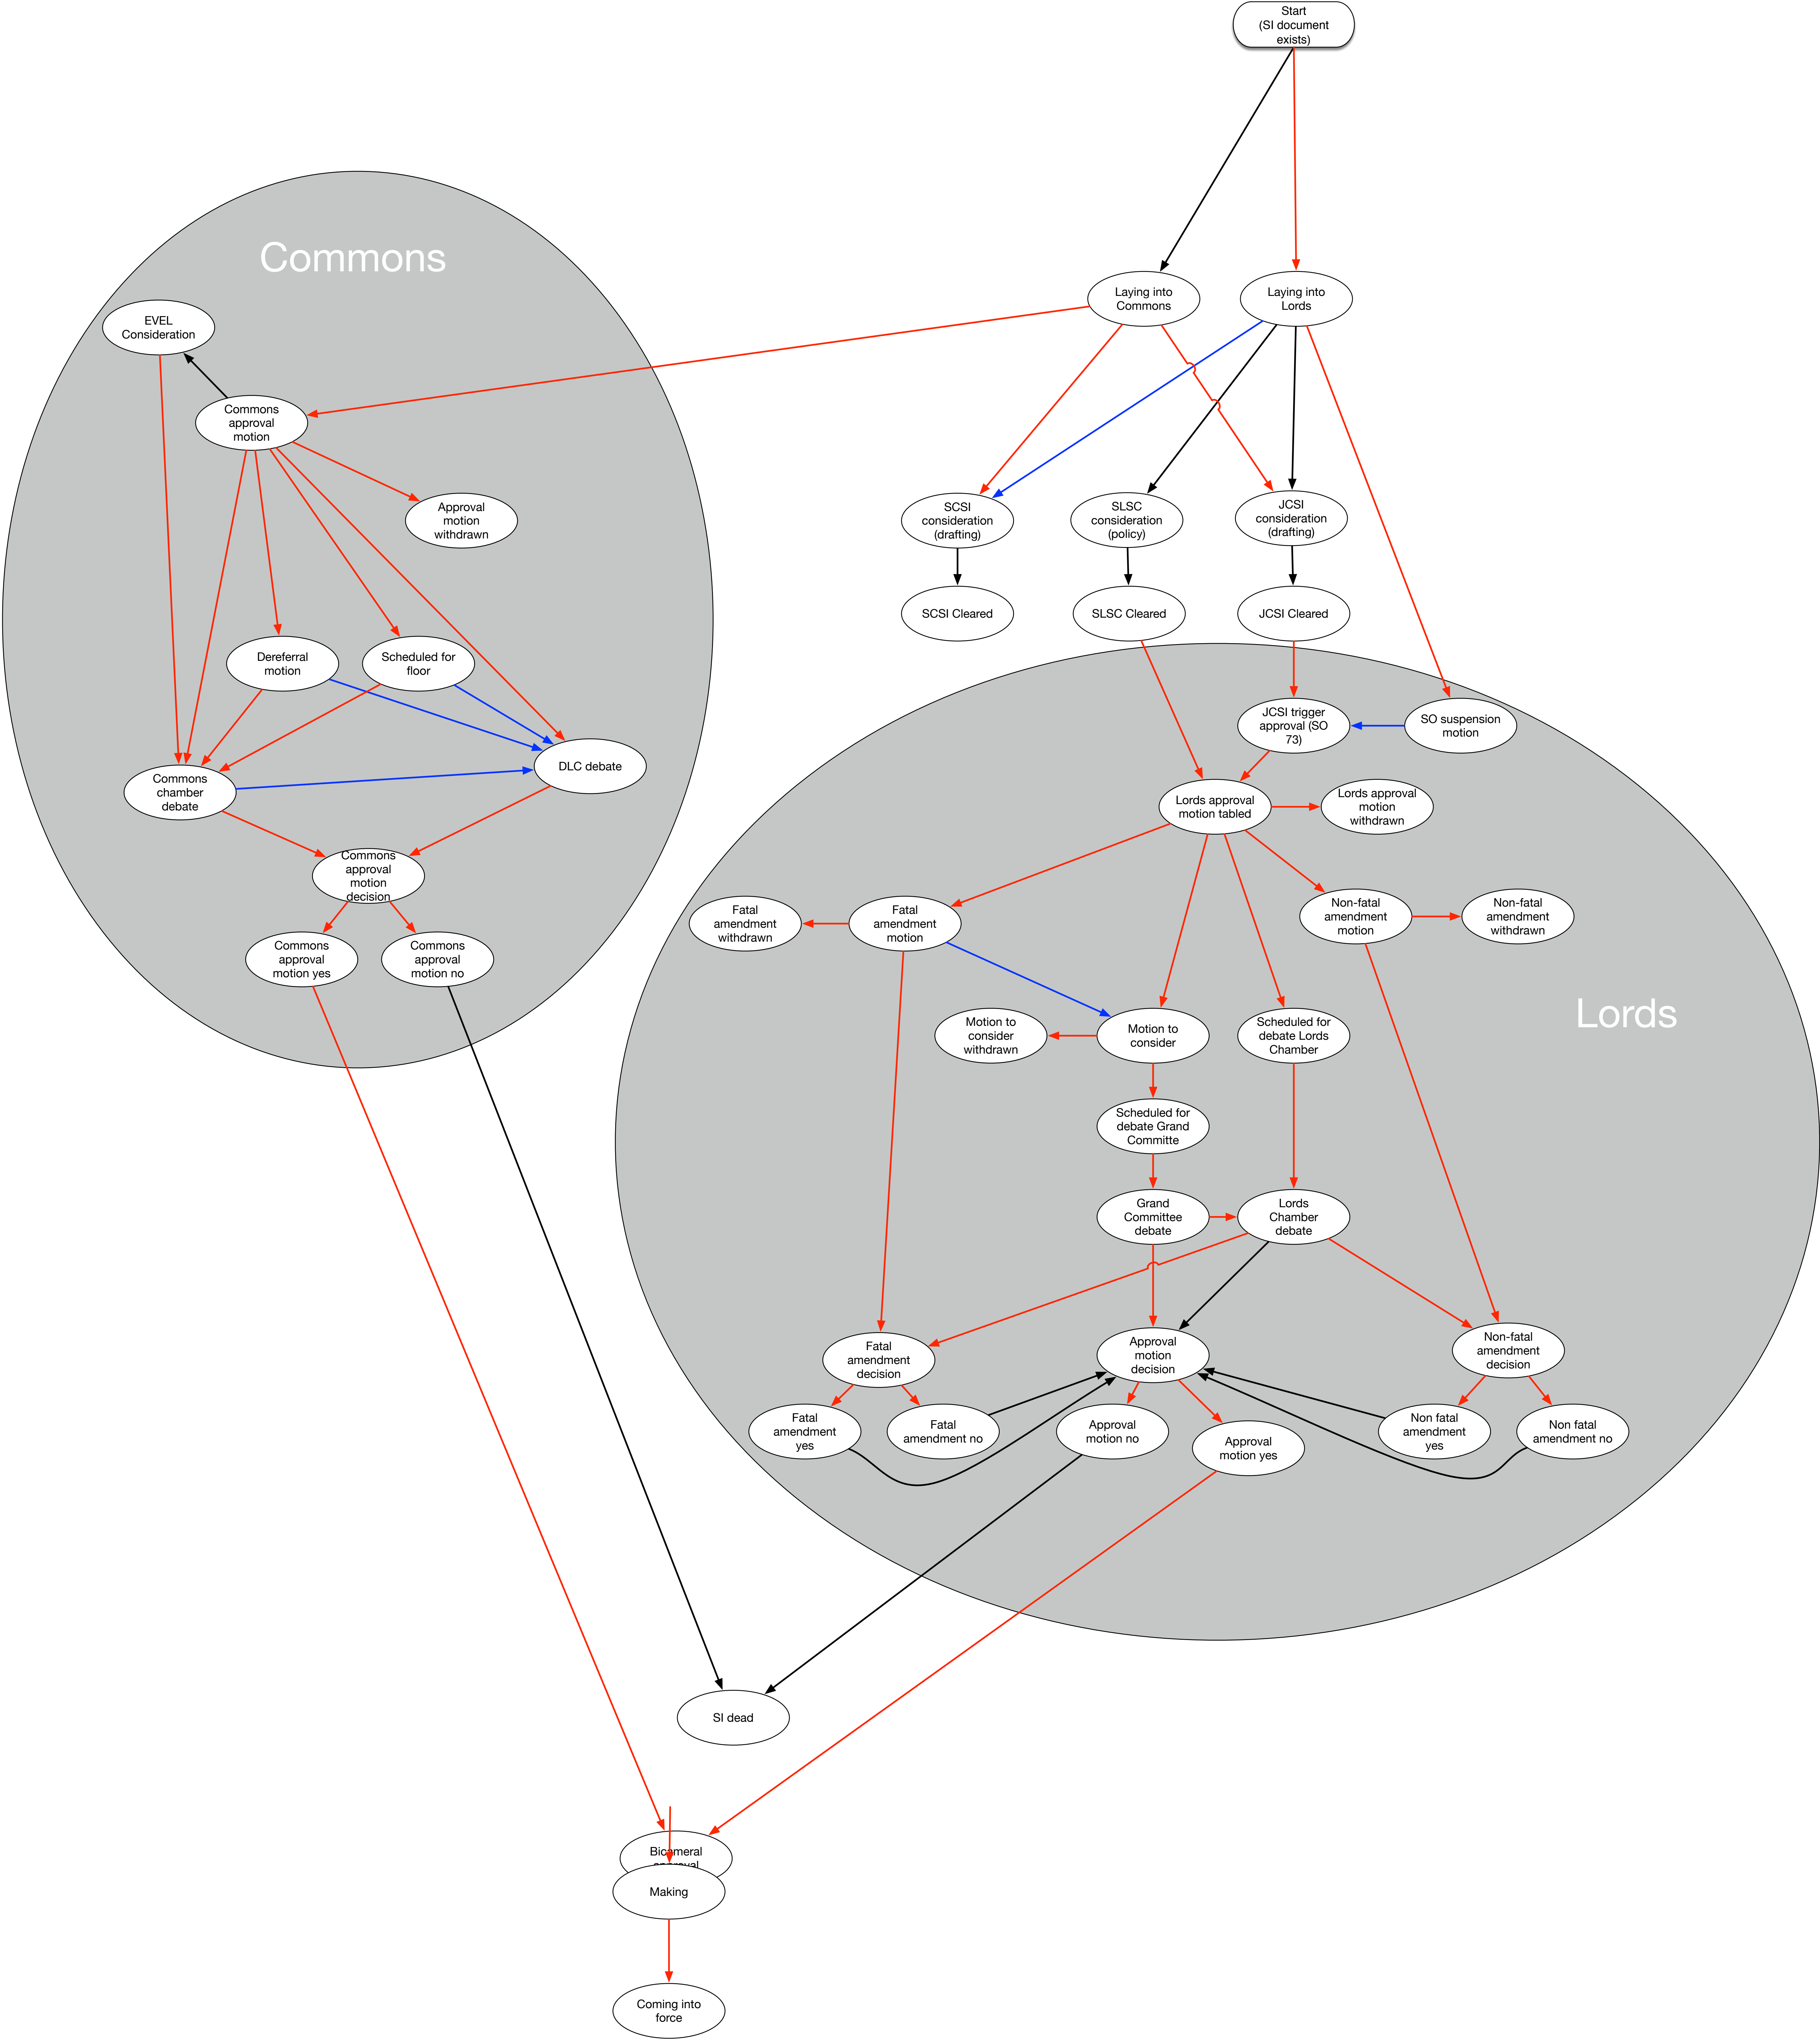 Start
(SI document
exists)
Commons
Laying into
Commons
Laying into
Lords
EVEL
Consideration
Commons
approval
motion
Approval
motion
withdrawn
SCSI
consideration
(drafting)
SLSC
consideration
(policy)
JCSI
consideration
(drafting)
SCSI Cleared
SLSC Cleared
JCSI Cleared
Dereferral
motion
Scheduled for
floor
JCSI trigger
approval (SO
73)
SO suspension
motion
DLC debate
Commons
chamber
debate
Lords approval
motion tabled
Lords approval
motion
withdrawn
Commons
approval
motion
decision
Fatal
amendment
withdrawn
Fatal
amendment
motion
Non-fatal
amendment
motion
Non-fatal
amendment
withdrawn
Commons
approval
motion yes
Commons
approval
motion no
Lords
Motion to
consider
withdrawn
Motion to
consider
Scheduled for
debate Lords
Chamber
Scheduled for
debate Grand
Committe
Grand
Committee
debate
Lords
Chamber
debate
Fatal
amendment
decision
Approval
motion
decision
Non-fatal
amendment
decision
Fatal
amendment
yes
Fatal
amendment no
Approval
motion no
Approval
motion yes
Non fatal
amendment
yes
Non fatal
amendment no
SI dead
Bicameral
approval
Making
Coming into
force